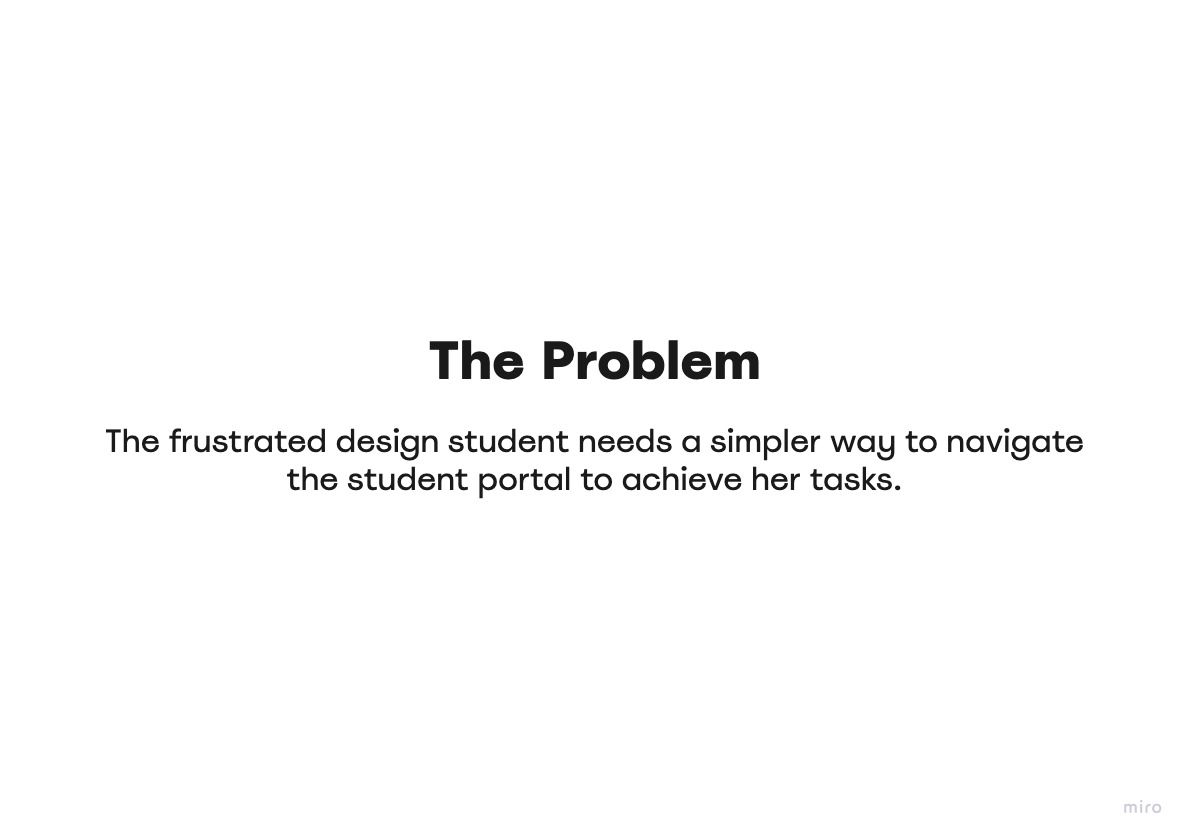 The Problem
The frustrated design student needs a simpler way to navigate
the student portal to achieve her tasks.
miro